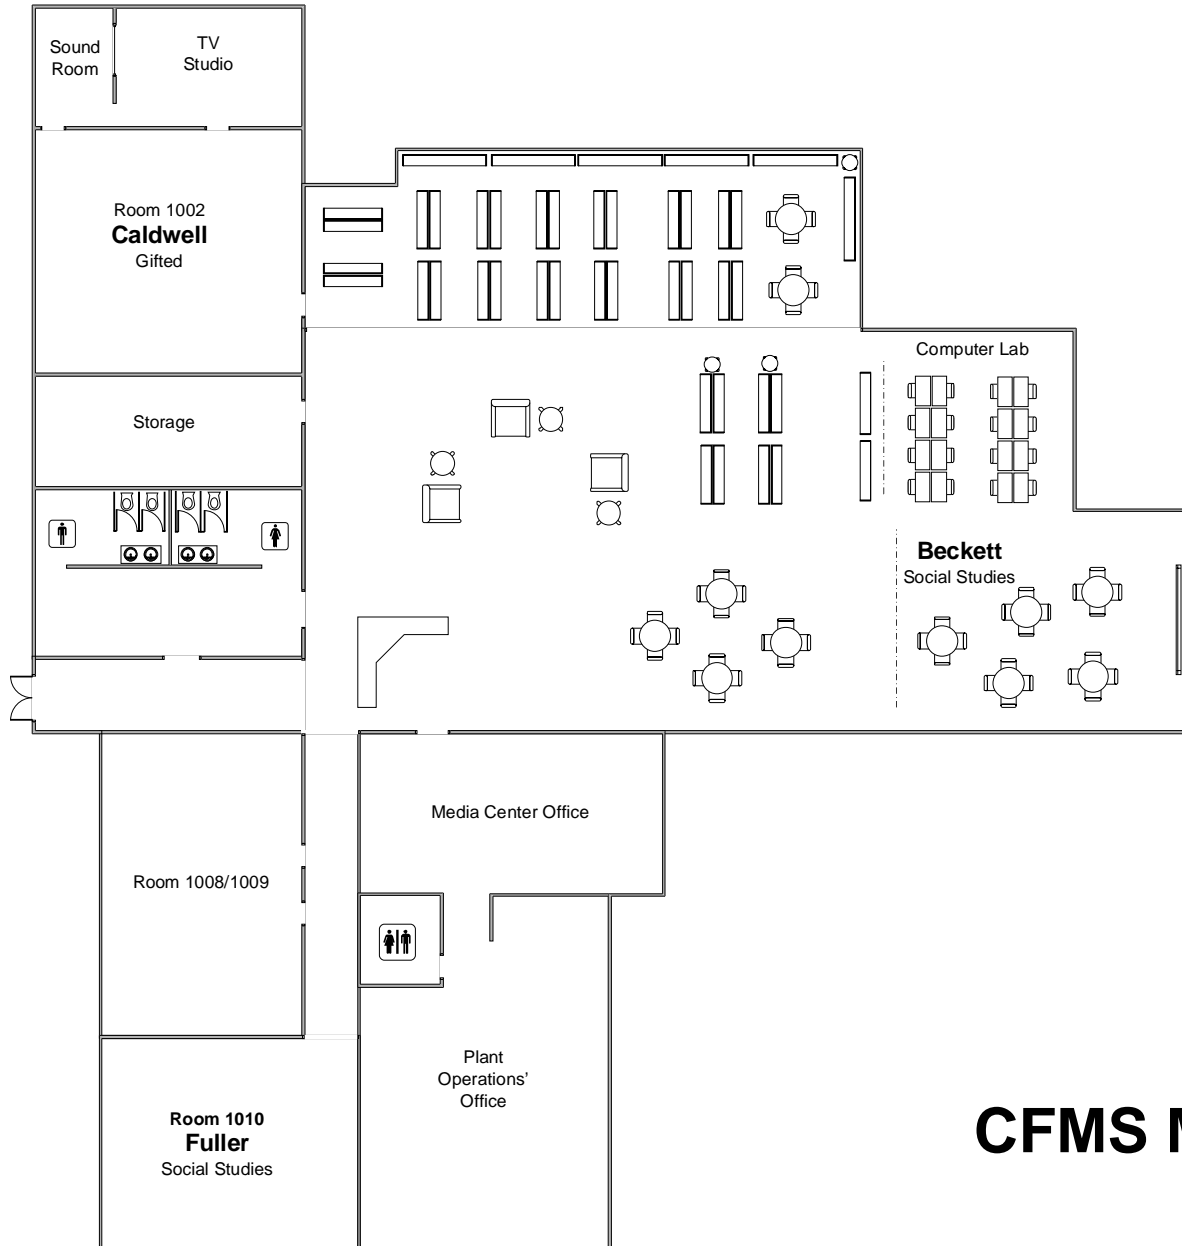 Sound
Room
TV
Studio
Room 1002
Caldwell
Gifted
Computer Lab
Storage
Beckett
Social Studies
Media Center Office
Room 1008/1009
Plant
Operations'
Office
Room 1010
Fuller
Social Studies
CFMS